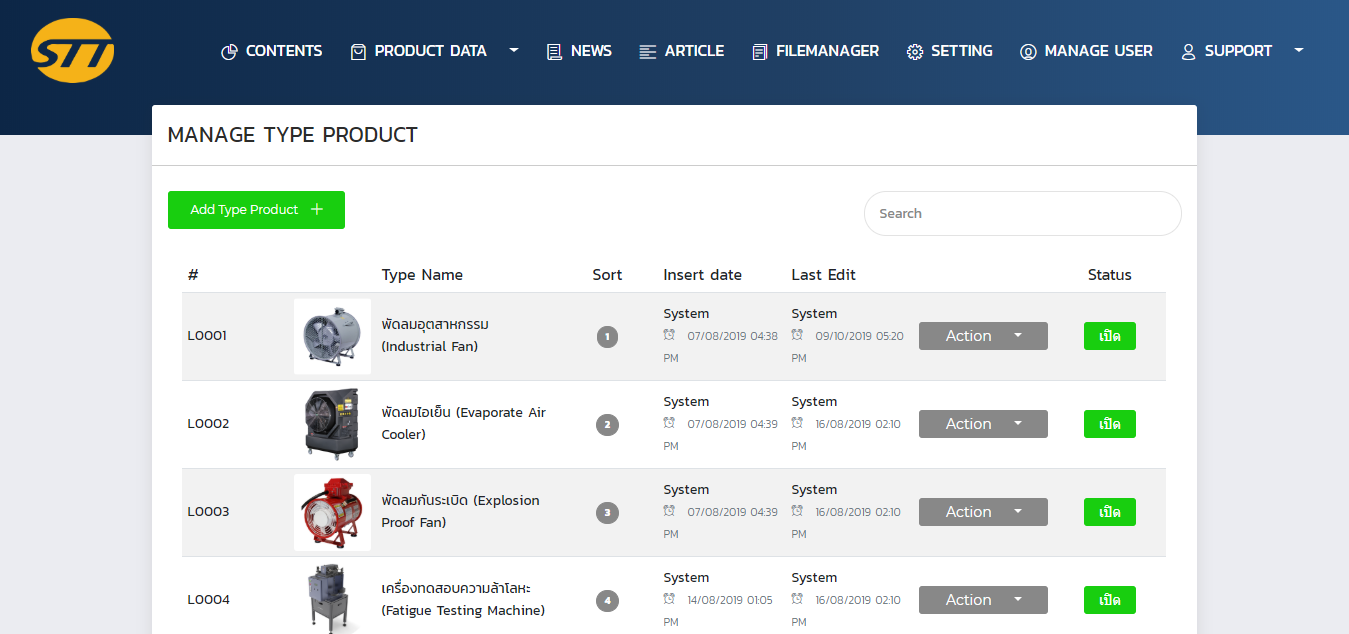 STT
CONTENTS PRODUCT DATA NEWS ARTICLE FILEMANAGER SETTING MANAGE USER SUPPORT
MANAGE TYPE PRODUCT
Add Type Product +
Search
# Type Name Sort Insert date Last Edit Status
L0001 พัดลมอุตสาหกรรม (Industrial Fan) 1 System 07/08/2019 04:38 PM System 09/10/2019 05:20 PM Action เปิด
L0002 พัดลมไอเย็น (Evaporate Air Cooler) 2 System 07/08/2019 04:39 PM System 16/08/2019 02:10 PM Action เปิด
L0003 พัดลมกันระเบิด (Explosion Proof Fan) 3 System 07/08/2019 04:39 PM System 16/08/2019 02:10 PM Action เปิด
L0004 เครื่องทดสอบความล้าโลหะ (Fatigue Testing Machine) 4 System 14/08/2019 01:05 PM System 16/08/2019 02:10 PM Action เปิด